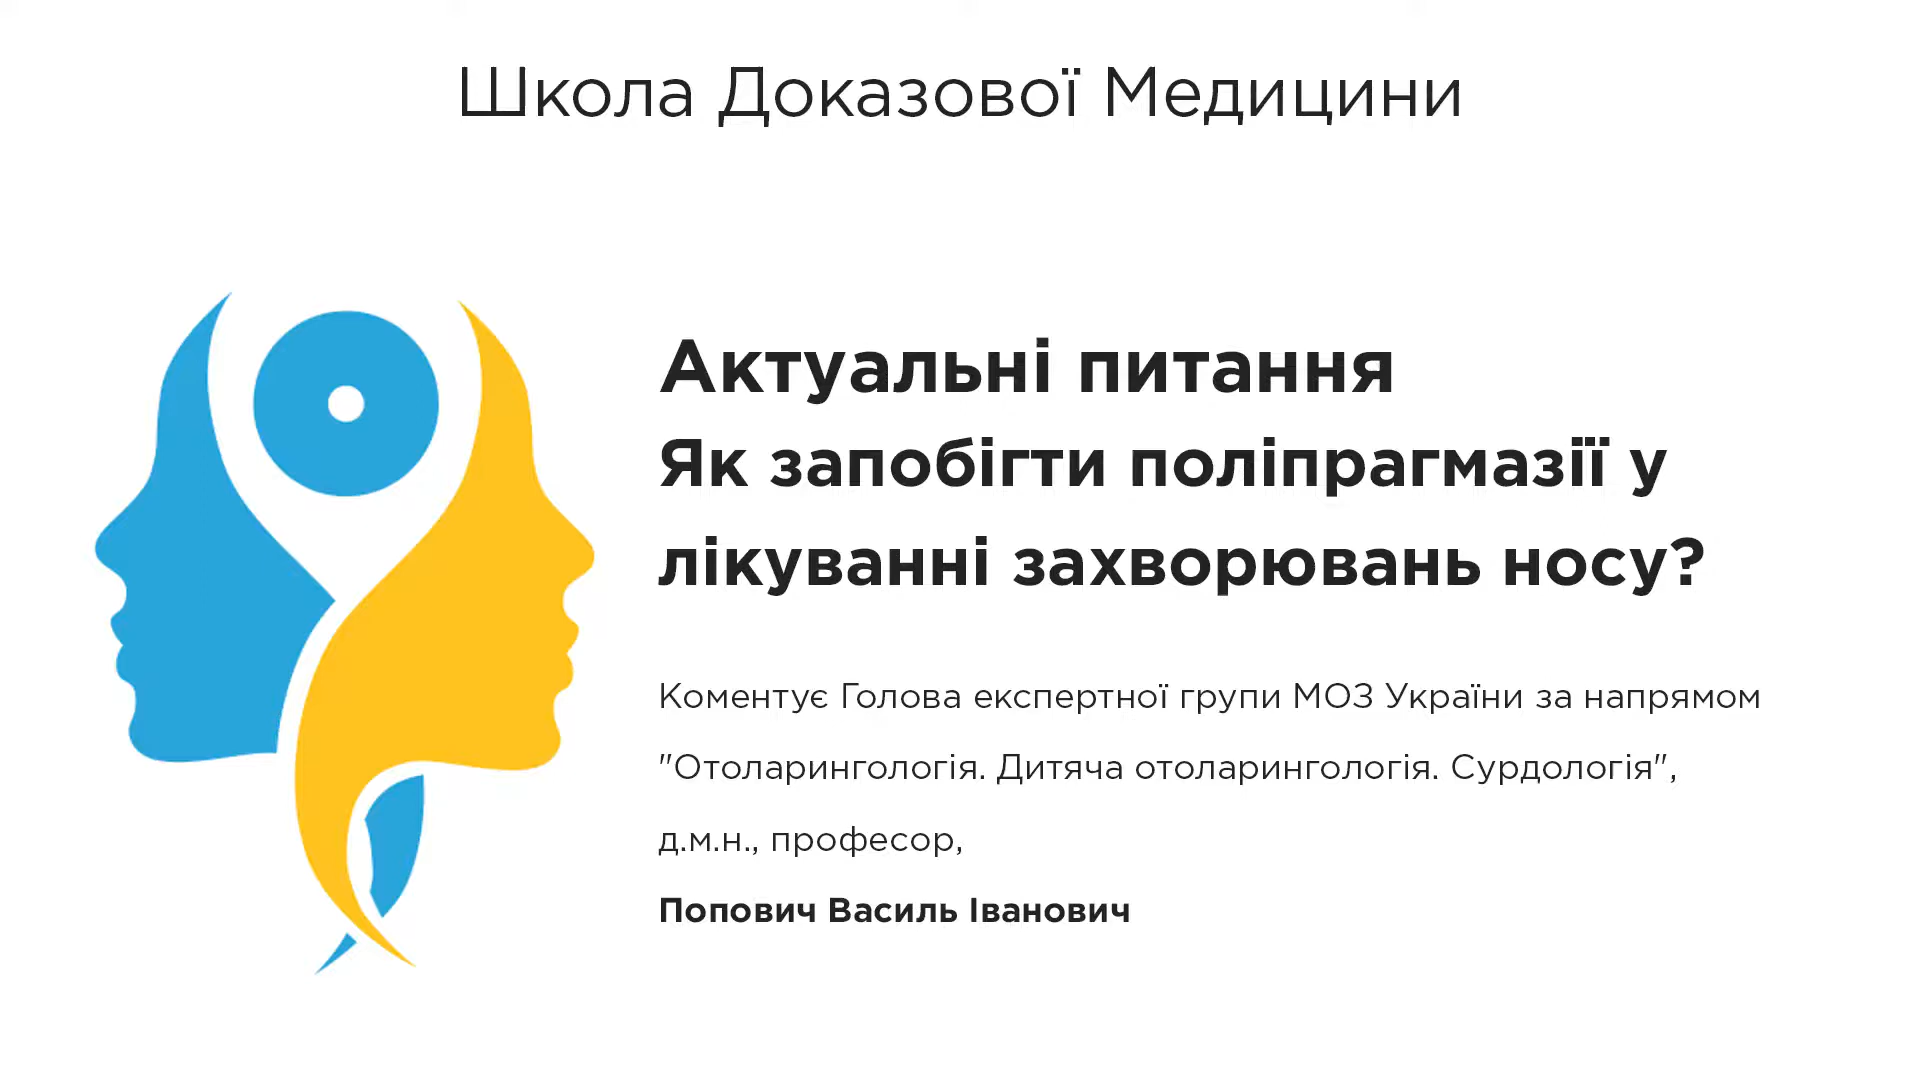 Школа Доказової Медицини
Актуальні питання
Як запобігти поліпрагмазії у
лікуванні захворювань носу?
Коментує Голова експертної групи МОЗ України за напрямом
"Отоларингологія. Дитяча отоларингологія. Сурдологія",
д.м.н., професор,
Попович Василь Іванович